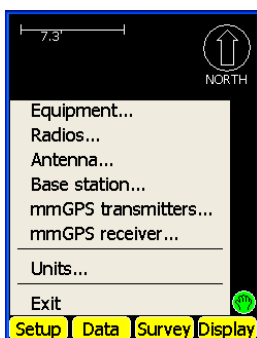 7.3'
NORTH
Equipment...
Radios...
Antenna...
Base station...
mmGPS transmitters...
mmGPS receiver...
Units...
Exit
Setup Data Survey Display